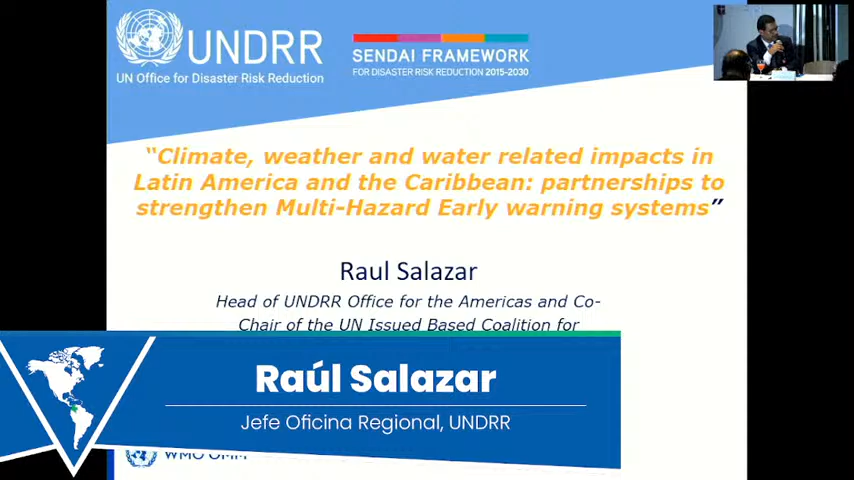 UNDRR
UN Office for Disaster Risk Reduction
SENDAI FRAMEWORK
FOR DISASTER RISK REDUCTION 2015-2030
“Climate, weather and water related impacts in
Latin America and the Caribbean: partnerships to
strengthen Multi-Hazard Early warning systems”
Raul Salazar
Head of UNDRR Office for the Americas and Co-
Chair of the UN Issued Based Coalition for
Raúl Salazar
Jefe Oficina Regional, UNDRR
WMO OMM